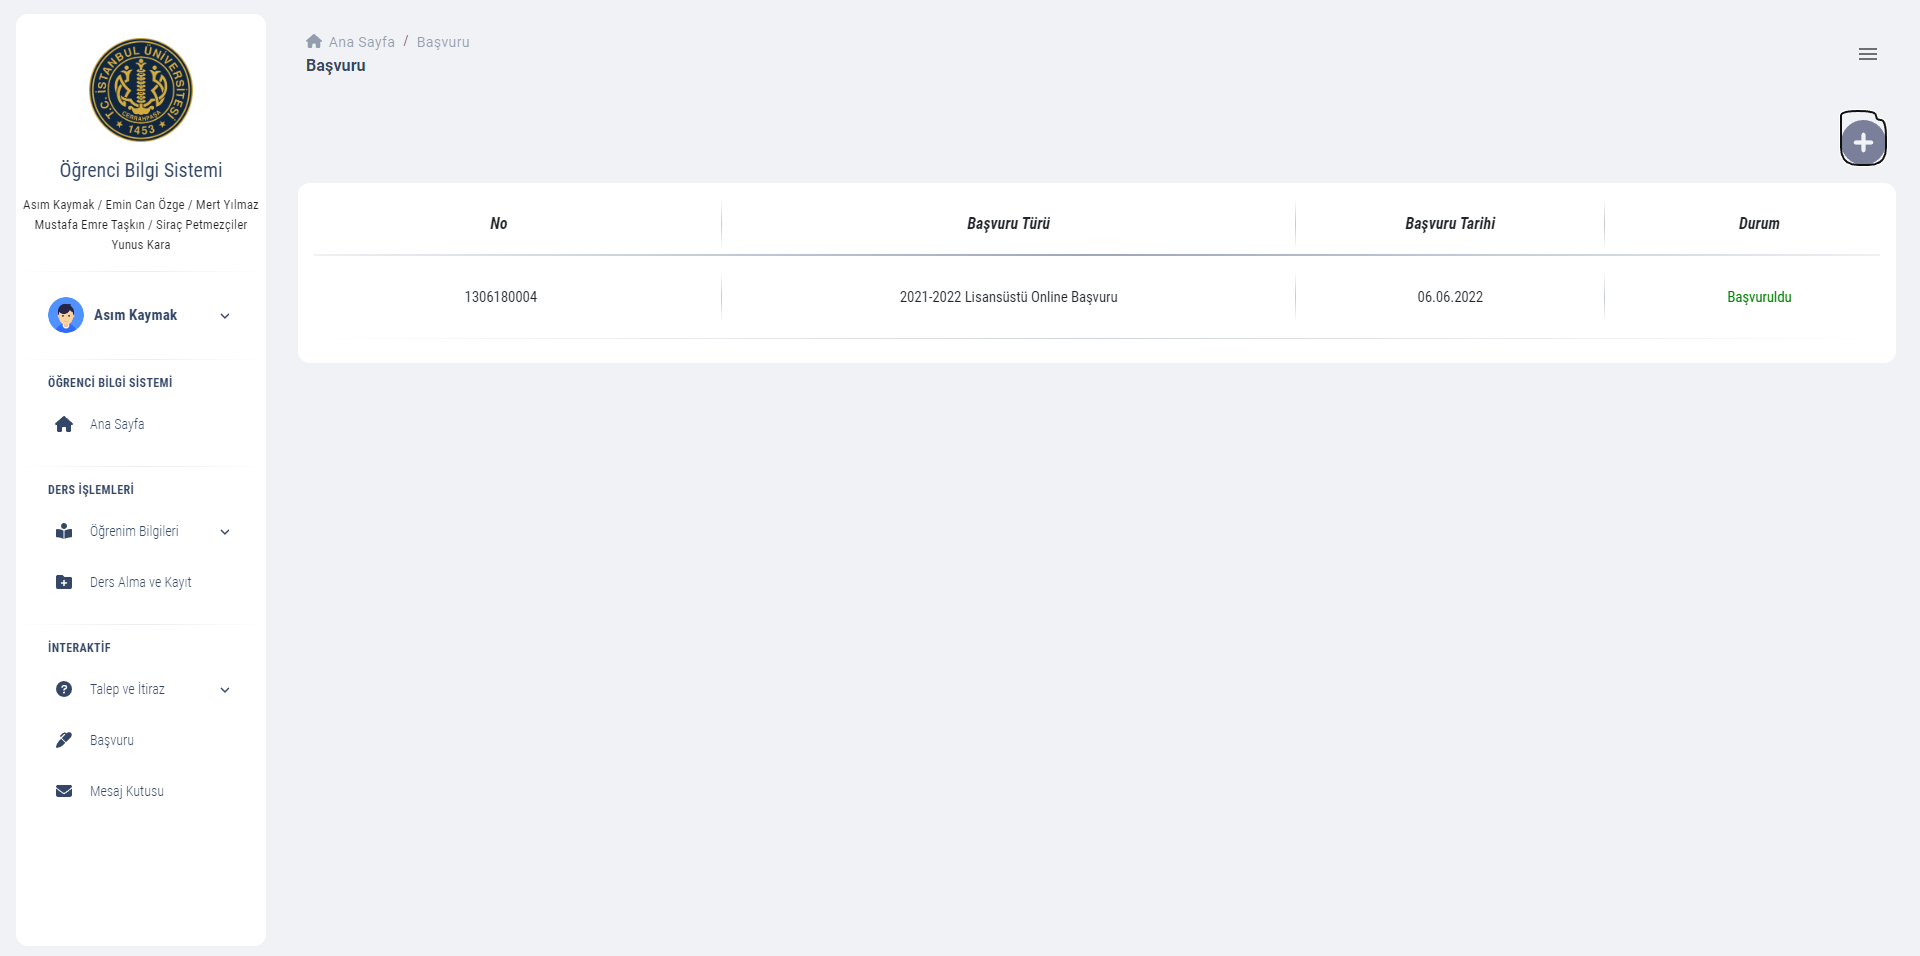 T.C. İSTANBUL ÜNİVERSİTESİ
CERRAHPAŞA
1453
Öğrenci Bilgi Sistemi
Asım Kaymak / Emin Can Özge / Mert Yılmaz
Mustafa Emre Taşkın / Siraç Petmezçiler
Yunus Kara
Asım Kaymak
ÖĞRENCİ BİLGİ SİSTEMİ
Ana Sayfa
DERS İŞLEMLERİ
Öğrenim Bilgileri
Ders Alma ve Kayıt
İNTERAKTİF
Talep ve İtiraz
Başvuru
Mesaj Kutusu
Ana Sayfa / Başvuru
Başvuru
No Başvuru Türü Başvuru Tarihi Durum
1306180004 2021-2022 Lisansüstü Online Başvuru 06.06.2022 Başvuruldu